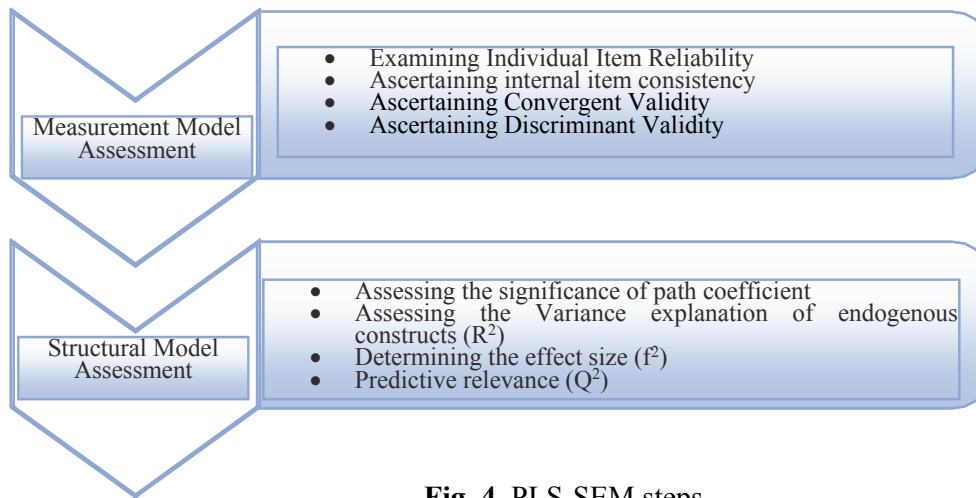 Measurement Model
Assessment
• Examining Individual Item Reliability
• Ascertaining internal item consistency
• Ascertaining Convergent Validity
• Ascertaining Discriminant Validity
Structural Model
Assessment
• Assessing the significance of path coefficient
• Assessing the Variance explanation of endogenous
constructs (R²)
• Determining the effect size (f²)
• Predictive relevance (Q²)
Fig. 4. PLS-SEM steps